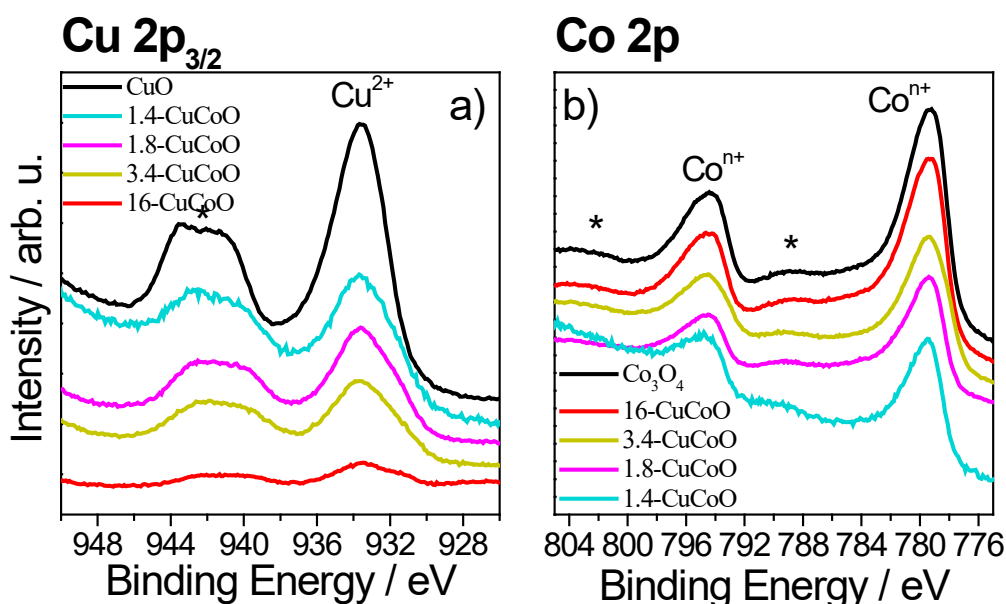 Cu 2p₃/₂
CuO
1.4-CuCoO
1.8-CuCoO
3.4-CuCoO
16-CuCoO
*
Cu²⁺
a)
Intensity / arb. u.
948 944 940 936 932 928
Binding Energy / eV
Co 2p
b)
Coⁿ⁺
Coⁿ⁺
*
*
Co₃O₄
16-CuCoO
3.4-CuCoO
1.8-CuCoO
1.4-CuCoO
804 800 796 792 788 784 780 776
Binding Energy / eV